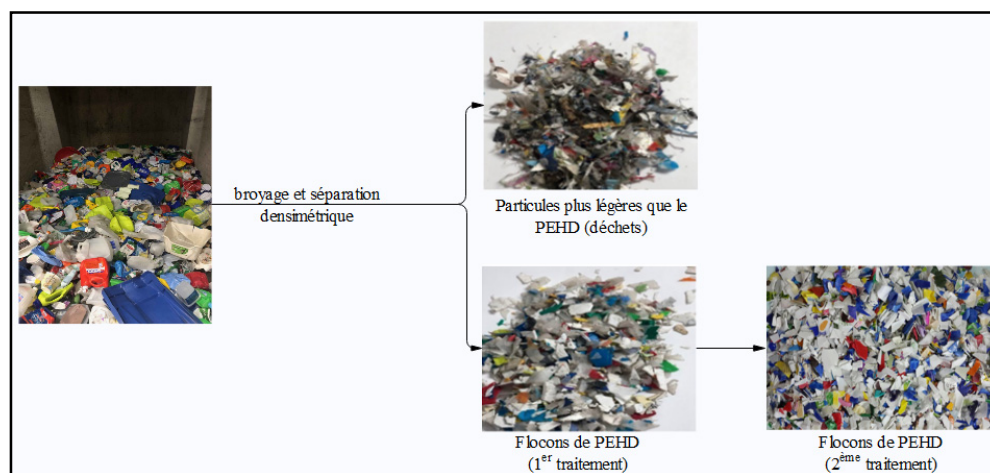 broyage et séparation
densimétrique
Particules plus légères que le
PEHD (déchets)
Flocons de PEHD
(1er traitement)
Flocons de PEHD
(2ème traitement)